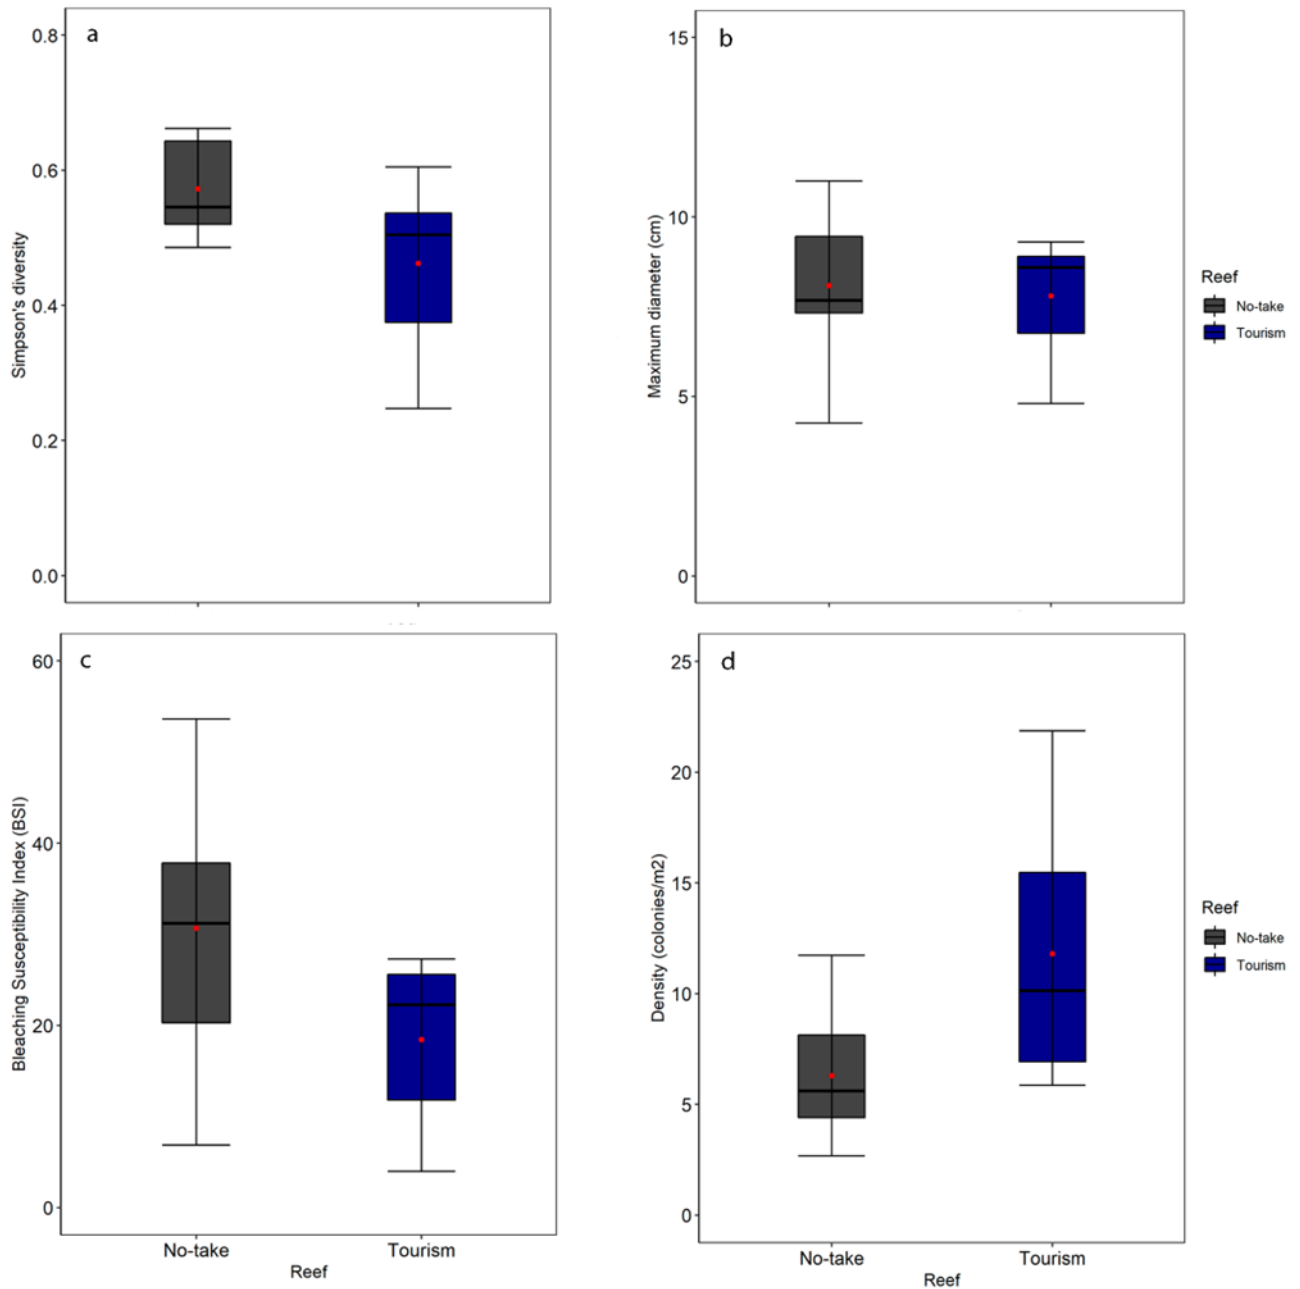 a
0.8
0.6
0.4
0.2
0.0
Simpson's diversity
b
15
10
5
0
Maximum diameter (cm)
Reef
No-take
Tourism
c
60
40
20
0
Bleaching Susceptibility Index (BSI)
No-take Tourism
Reef
d
25
20
15
10
5
0
Density (colonies/m2)
No-take Tourism
Reef
Reef
No-take
Tourism